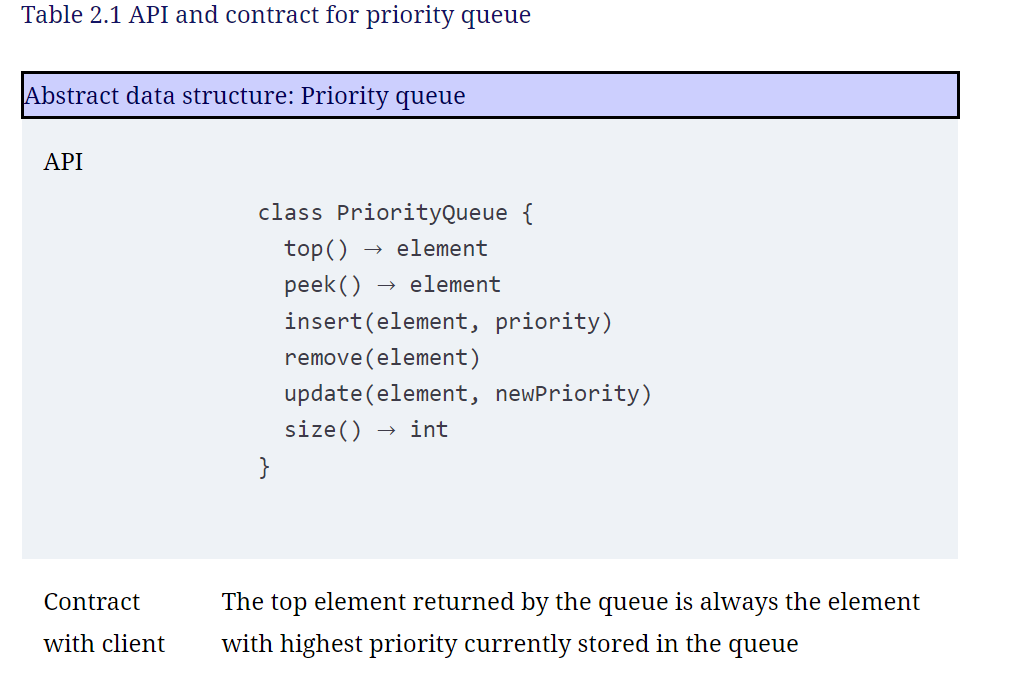 Table 2.1 API and contract for priority queue
Abstract data structure: Priority queue
API
class PriorityQueue {
top() → element
peek() → element
insert(element, priority)
remove(element)
update(element, newPriority)
size() → int
}
Contract with client
The top element returned by the queue is always the element
with highest priority currently stored in the queue